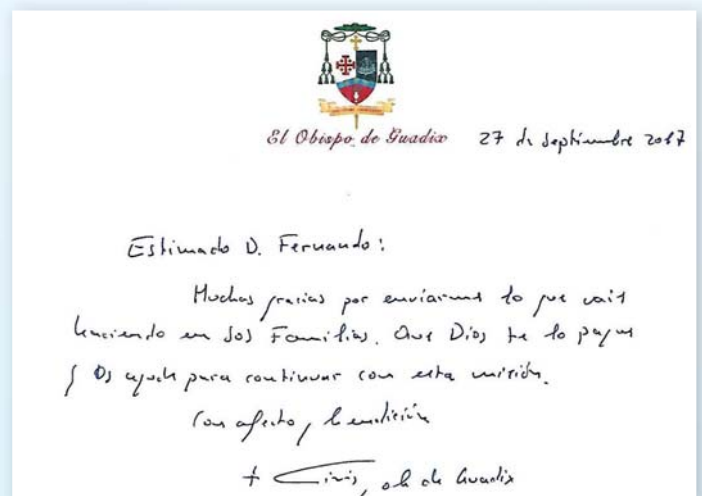 El Obispo de Guadix 27 de Septiembre 2017
Estimado D. Fernando:
Muchas gracias por enviarme lo que vais
haciendo en SOS Familias. Que Dios te lo pague
y Os ayude para continuar con esta misión.
Con afecto y bendición
+ Ginés, ob de Guadix